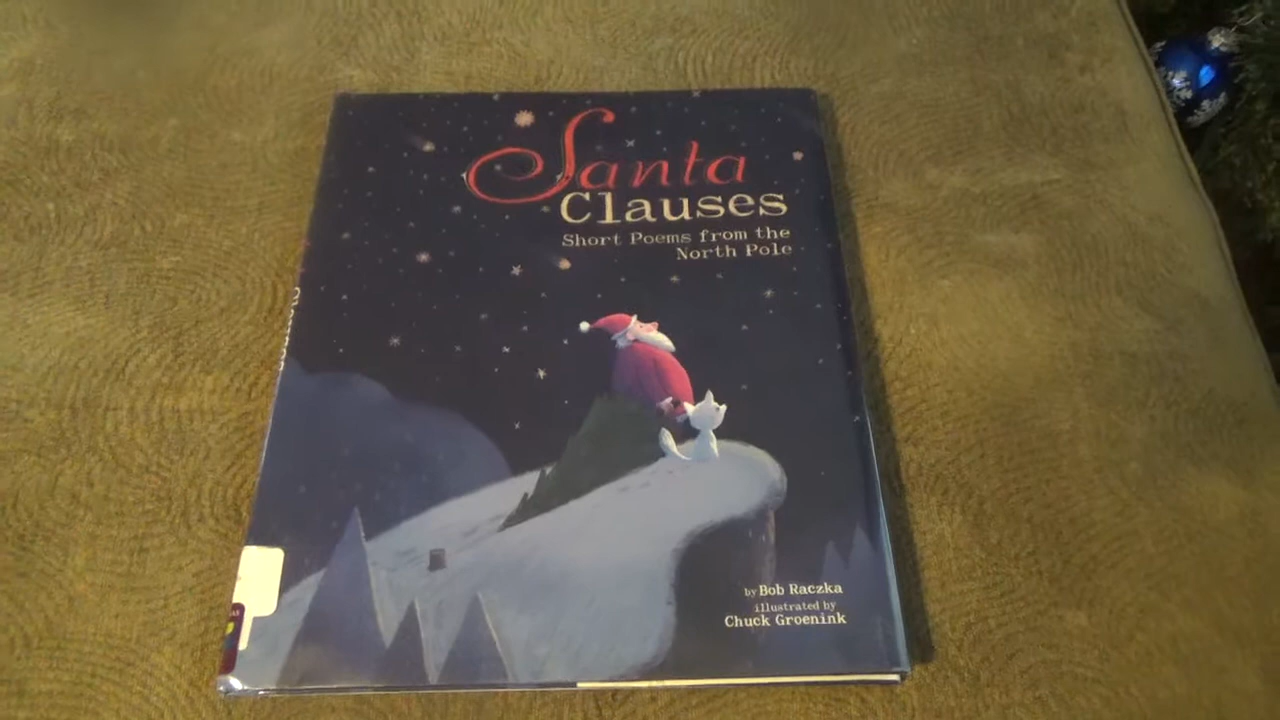 Santa
Clauses
Short Poems from the
North Pole
by Bob Raczka
illustrated by
Chuck Groenink